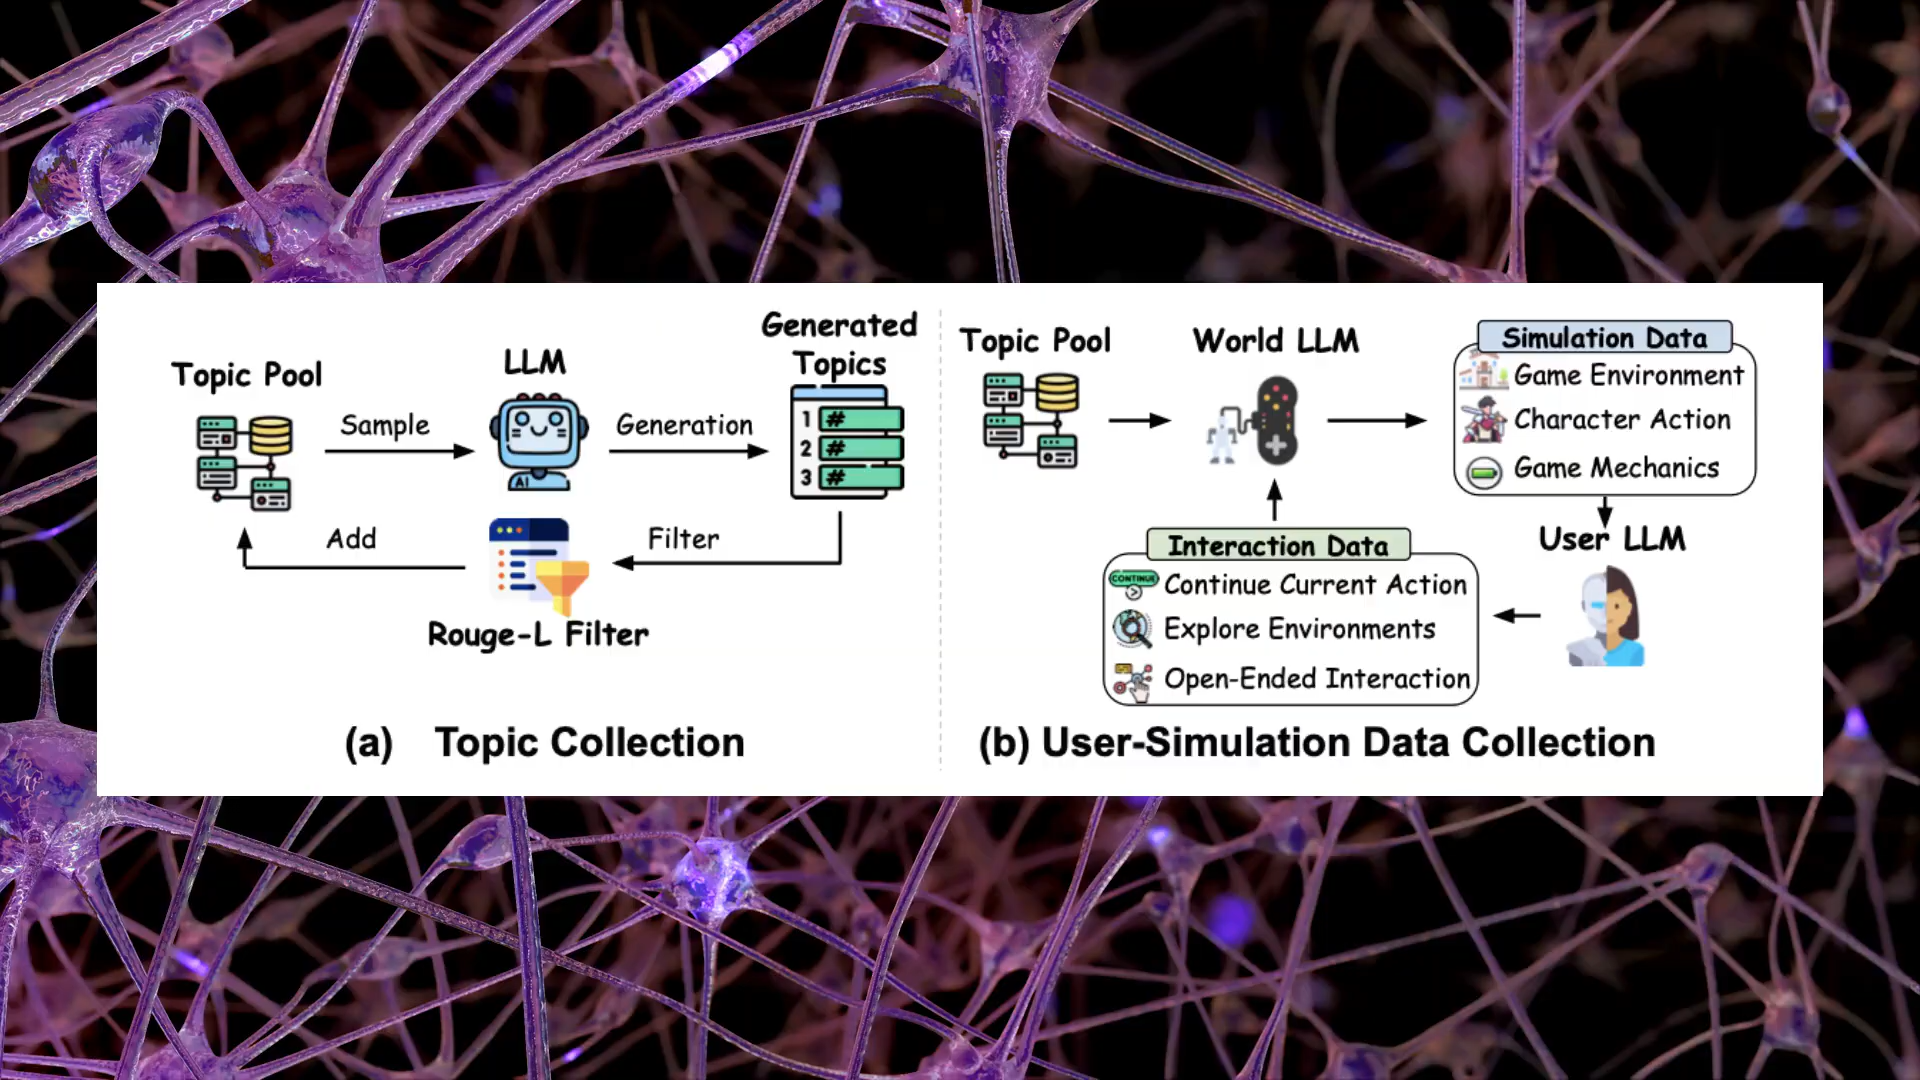 Topic Pool
Sample
LLM
AI
Generation
Generated
Topics
1 #
2 #
3 #
Filter
Rouge-L Filter
Add
(a) Topic Collection
Topic Pool
World LLM
Simulation Data
Game Environment
Character Action
Game Mechanics
User LLM
Interaction Data
CONTINUE
Continue Current Action
Explore Environments
Open-Ended Interaction
(b) User-Simulation Data Collection